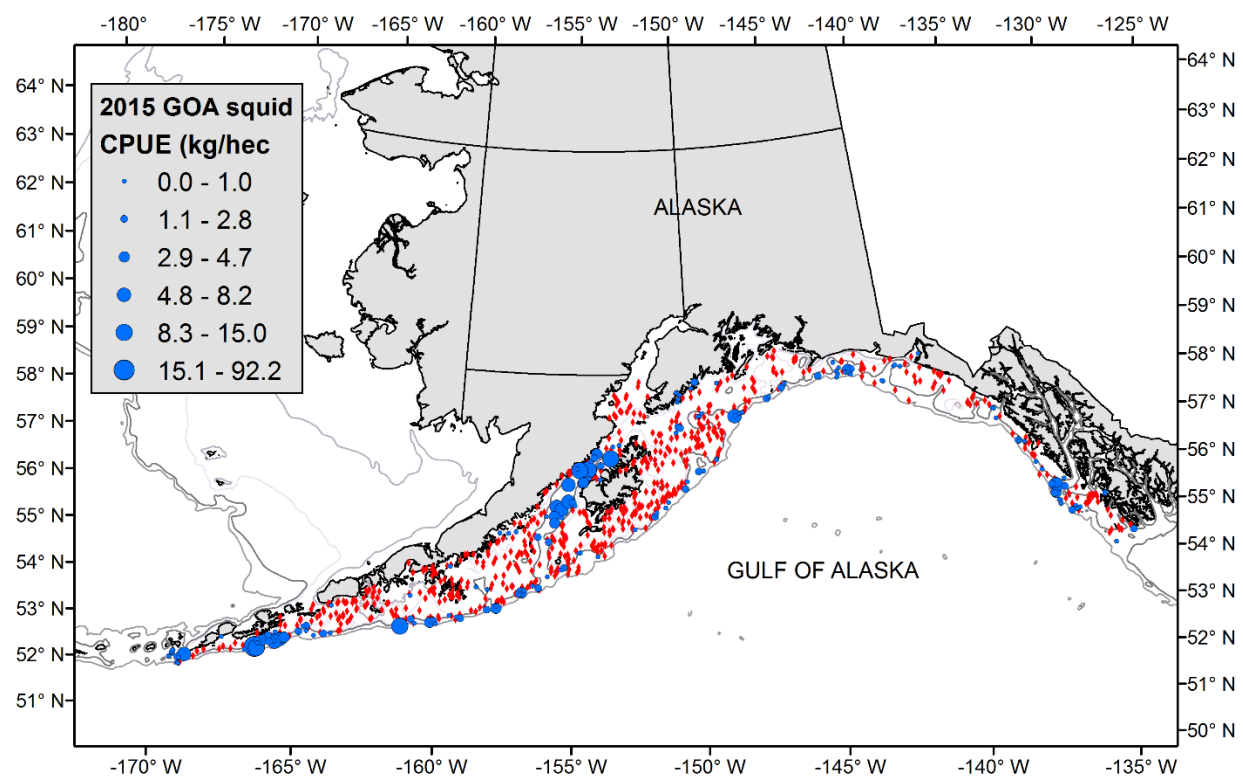 -180° W -175° W -170° W -165° W -160° W -155° W -150° W -145° W -140° W -135° W -130° W -125° W
64° N
63° N
62° N
61° N
60° N
59° N
58° N
57° N
56° N
55° N
54° N
53° N
52° N
51° N
2015 GOA squid
CPUE (kg/hec
0.0 - 1.0
1.1 - 2.8
2.9 - 4.7
4.8 - 8.2
8.3 - 15.0
15.1 - 92.2
ALASKA
GULF OF ALASKA
64° N
63° N
62° N
61° N
60° N
59° N
58° N
57° N
56° N
55° N
54° N
53° N
52° N
51° N
50° N
-170° W -165° W -160° W -155° W -150° W -145° W -140° W -135° W